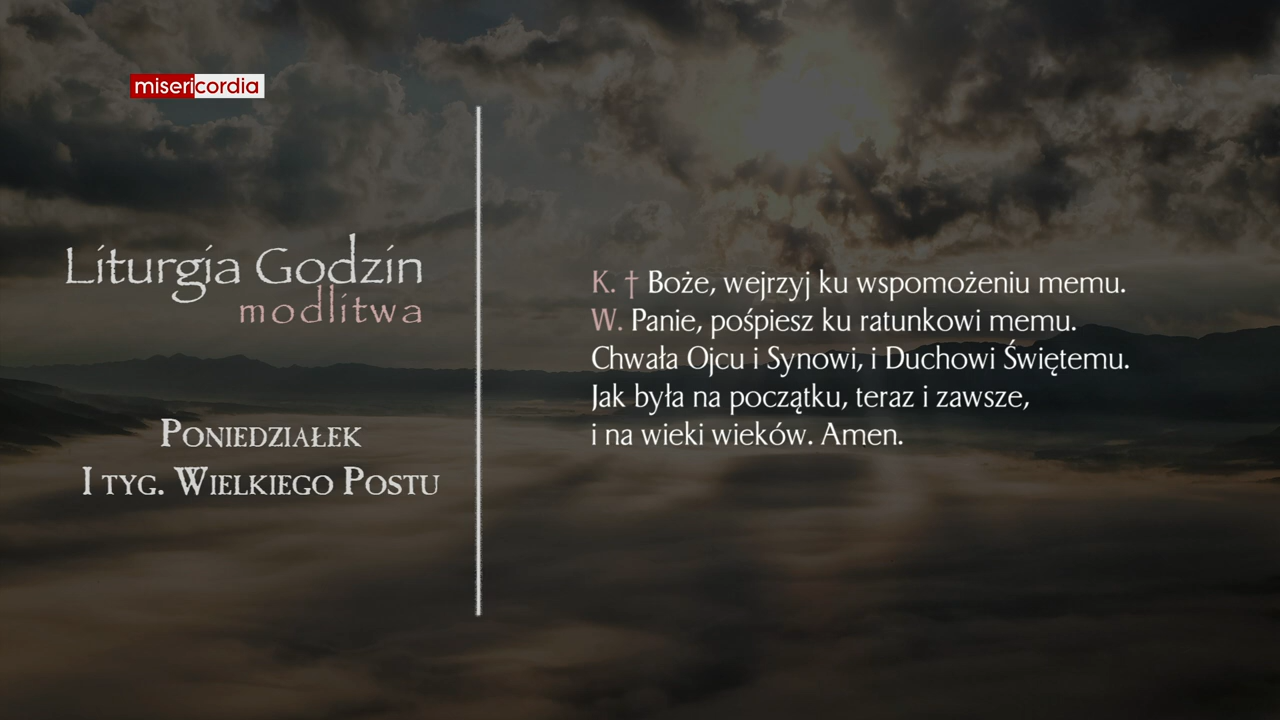 misericordia
Liturgia Godzin
modlitwa
Poniedziałek
I tyg. Wielkiego Postu
K. † Boże, wejrzyj ku wspomożeniu memu.
W. Panie, pośpiesz ku ratunkowi memu.
Chwała Ojcu i Synowi, i Duchowi Świętemu.
Jak była na początku, teraz i zawsze,
i na wieki wieków. Amen.